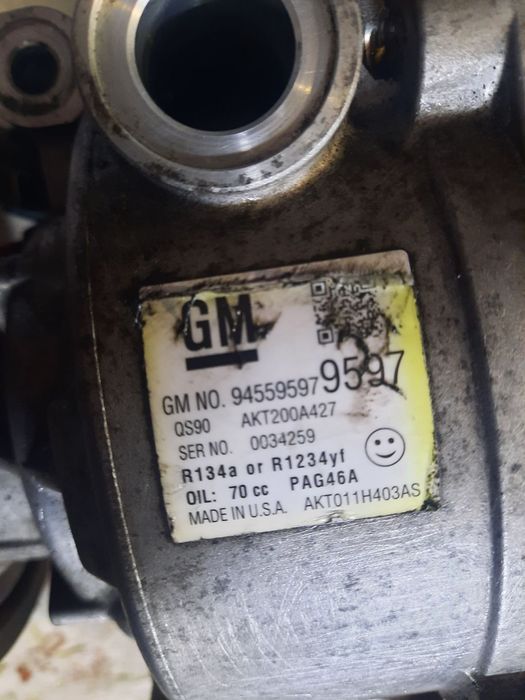 GM
GM NO. 94559597 9597
QS90 AKT200A427
SER NO. 0034259
R134a or R1234yf
OIL: 70 cc PAG46A
MADE IN U.S.A. AKT011H403AS